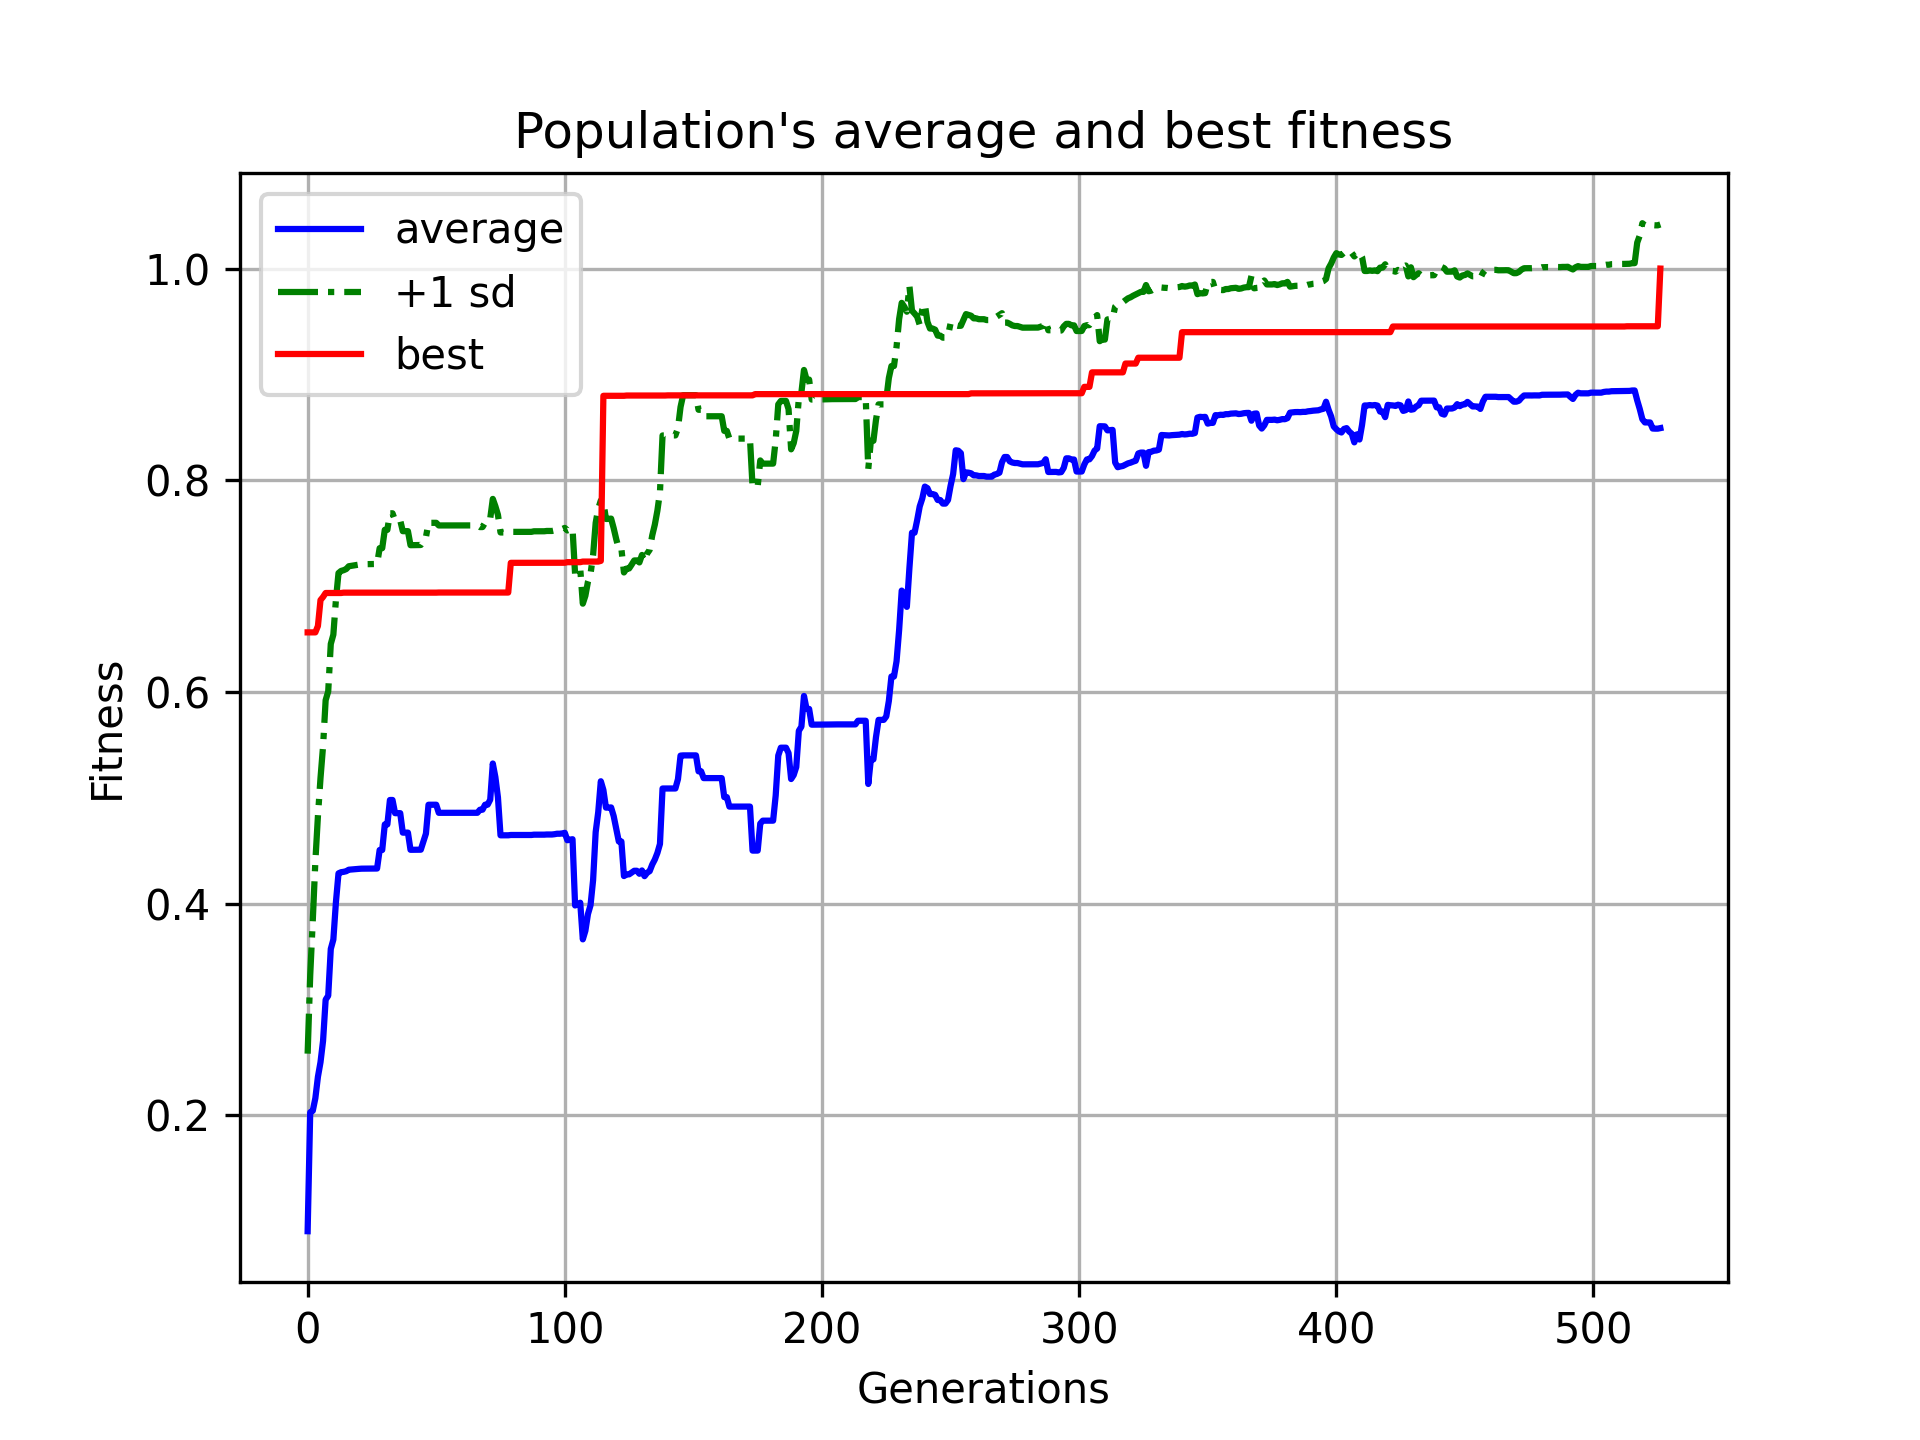 Population's average and best fitness
average
+1 sd
best
1.0
0.8
0.6
0.4
0.2
Fitness
0 100 200 300 400 500
Generations